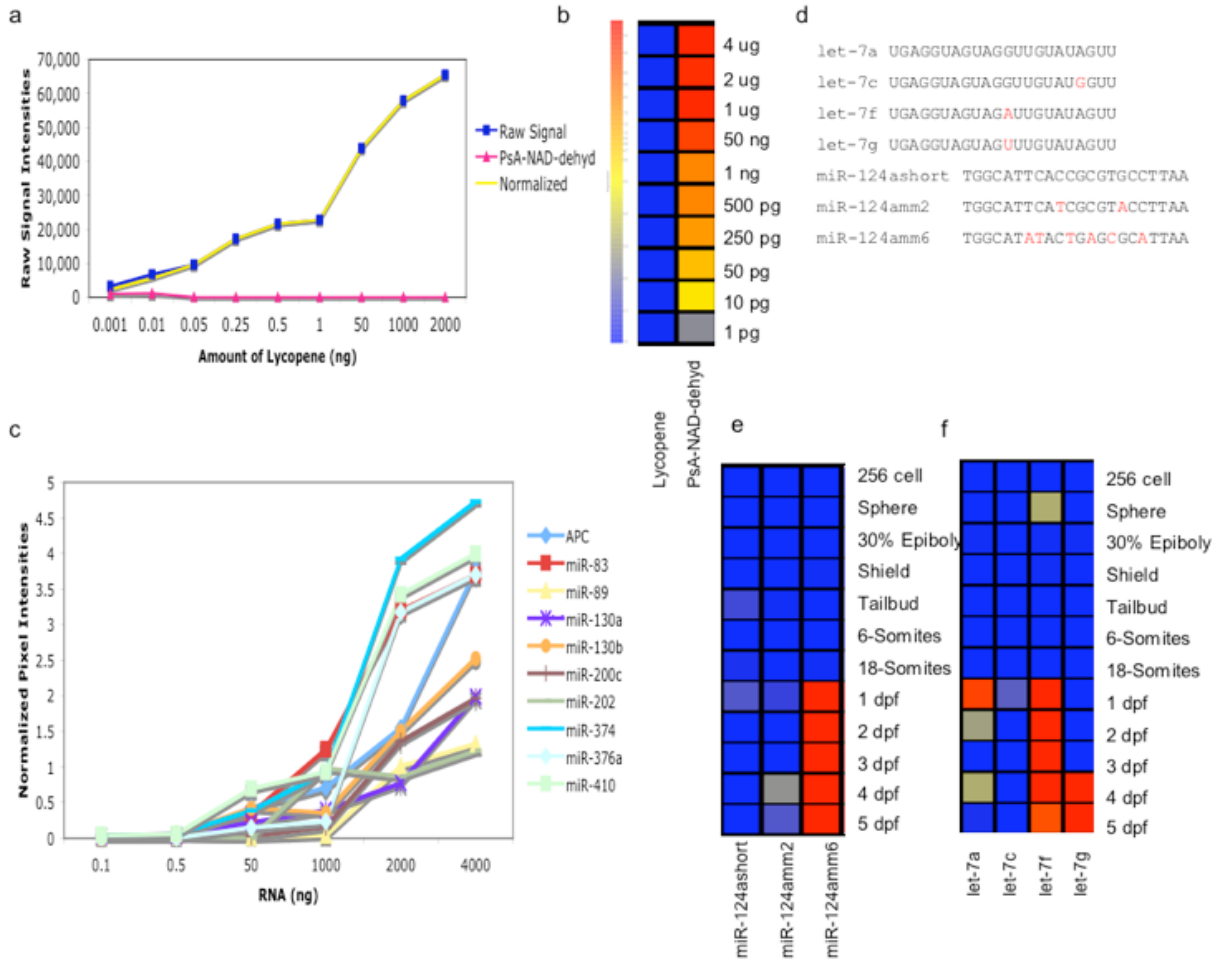 a
Raw Signal Intensities
70,000
60,000
50,000
40,000
30,000
20,000
10,000
0
0.001 0.01 0.05 0.25 0.5 1 50 1000 2000
Amount of Lycopene (ng)
Raw Signal
PsA-NAD-dehyd
Normalized
b
4 ug
2 ug
1 ug
50 ng
1 ng
500 pg
250 pg
50 pg
10 pg
1 pg
Lycopene
PsA-NAD-dehyd
d
let-7a UGAGGUAGUAGGUUGUAUAGUU
let-7c UGAGGUAGUAGGUUGUAUGGUU
let-7f UGAGGUAGUAGAUUGUAUAGUU
let-7g UGAGGUAGUAGUUUGUAUAGUU
miR-124ashort TGGCATTCACCGCGTGCCTTAA
miR-124amm2 TGGCATTCATCGCGTACCTTAA
miR-124amm6 TGGCATATACTGAGCGCATTAA
c
Normalized Pixel Intensities
5
4.5
4
3.5
3
2.5
2
1.5
1
0.5
0
0.1 0.5 50 1000 2000 4000
RNA (ng)
APC
miR-83
miR-89
miR-130a
miR-130b
miR-200c
miR-202
miR-374
miR-376a
miR-410
e
256 cell
Sphere
30% Epiboly
Shield
Tailbud
6-Somites
18-Somites
1 dpf
2 dpf
3 dpf
4 dpf
5 dpf
miR-124ashort
miR-124amm2
miR-124amm6
f
256 cell
Sphere
30% Epiboly
Shield
Tailbud
6-Somites
18-Somites
1 dpf
2 dpf
3 dpf
4 dpf
5 dpf
let-7a
let-7c
let-7f
let-7g